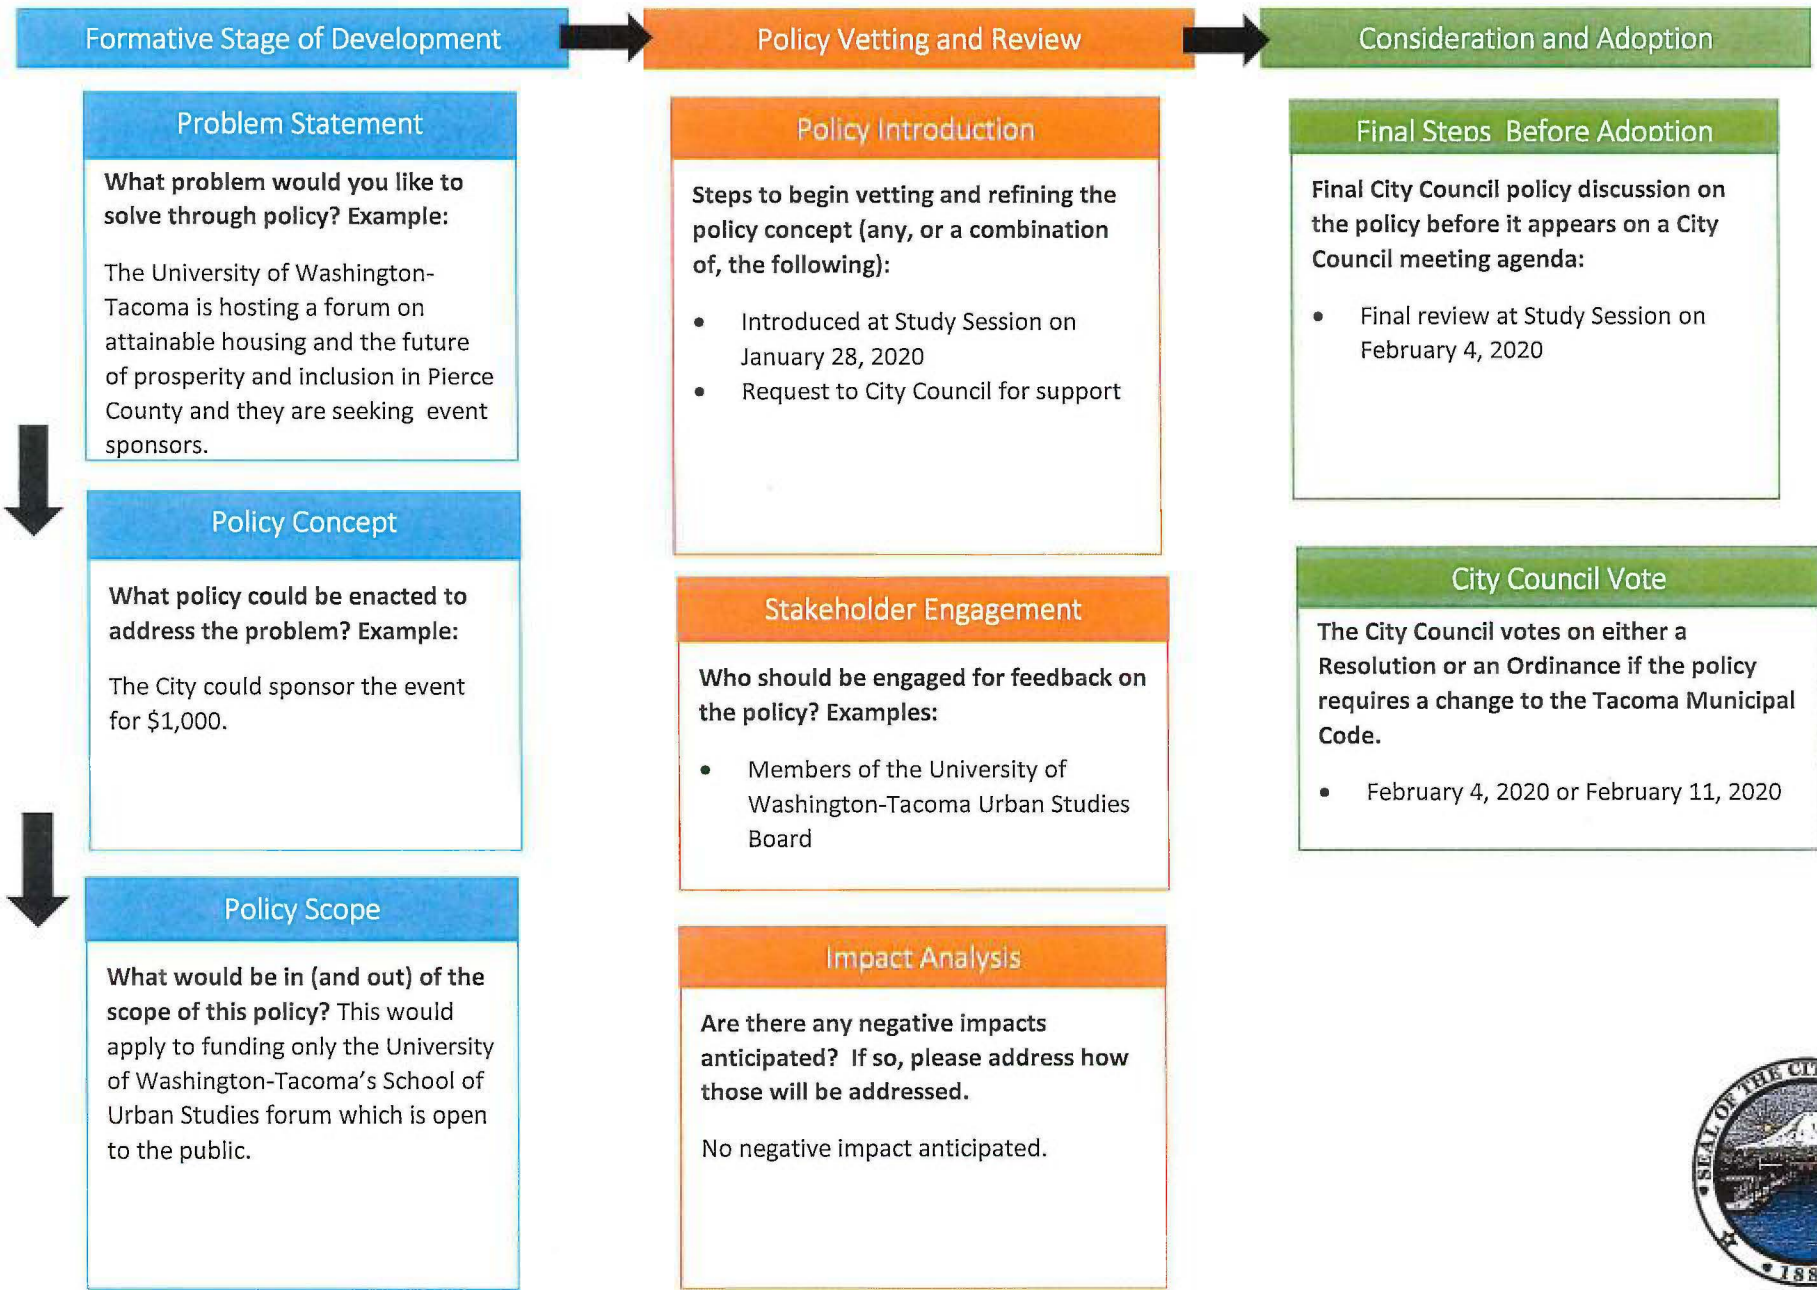 Formative Stage of Development
Policy Vetting and Review
Consideration and Adoption
Problem Statement
What problem would you like to
solve through policy? Example:
The University of Washington-
Tacoma is hosting a forum on
attainable housing and the future
of prosperity and inclusion in Pierce
County and they are seeking event
sponsors.
Policy Concept
What policy could be enacted to
address the problem? Example:
The City could sponsor the event
for $1,000.
Policy Scope
What would be in (and out) of the
scope of this policy? This would
apply to funding only the University
of Washington-Tacoma's School of
Urban Studies forum which is open
to the public.
Policy Introduction
Steps to begin vetting and refining the
policy concept (any, or a combination
of, the following):
• Introduced at Study Session on
January 28, 2020
• Request to City Council for support
Stakeholder Engagement
Who should be engaged for feedback on
the policy? Examples:
• Members of the University of
Washington-Tacoma Urban Studies
Board
Impact Analysis
Are there any negative impacts
anticipated? If so, please address how
those will be addressed.
No negative impact anticipated.
Final Steps Before Adoption
Final City Council policy discussion on
the policy before it appears on a City
Council meeting agenda:
• Final review at Study Session on
February 4, 2020
City Council Vote
The City Council votes on either a
Resolution or an Ordinance if the policy
requires a change to the Tacoma Municipal
Code.
• February 4, 2020 or February 11, 2020
SEAL OF THE